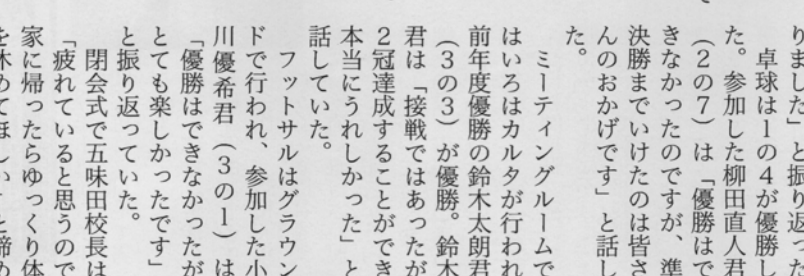 りました」と振り返った
卓球は1の4が優勝し
た。参加した柳田直人君
(2の7)は「優勝はで
きなかったのですが、準
決勝までいけたのは皆さ
んのおかげです」と話し
た。
ミーティングルームで
はいろはカルタが行われ
前年度優勝の鈴木太朗君
(3の3)が優勝。鈴木
君は「接戦ではあったが
2冠達成することができ
本当にうれしかった」と
話していた。
フットサルはグラウン
ドで行われ、参加した小
川優希君(3の1)は
「優勝はできなかったが
とても楽しかったです」
と振り返っていた。
閉会式で五味田校長は
「疲れていると思うので
家に帰ったらゆっくり体
を休めてほしい」と締め